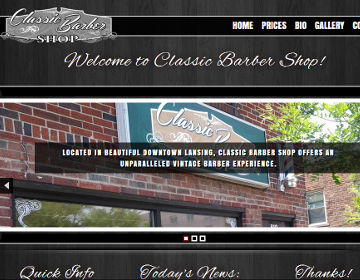 Classic Barber
SHOP
HOME PRICES BIO GALLERY
Welcome to Classic Barber Shop!
Classic
LOCATED IN BEAUTIFUL DOWNTOWN LANSING, CLASSIC BARBER SHOP OFFERS AN
UNPARALLELED VINTAGE BARBER EXPERIENCE.
Quick Info Today's News: Thanks!